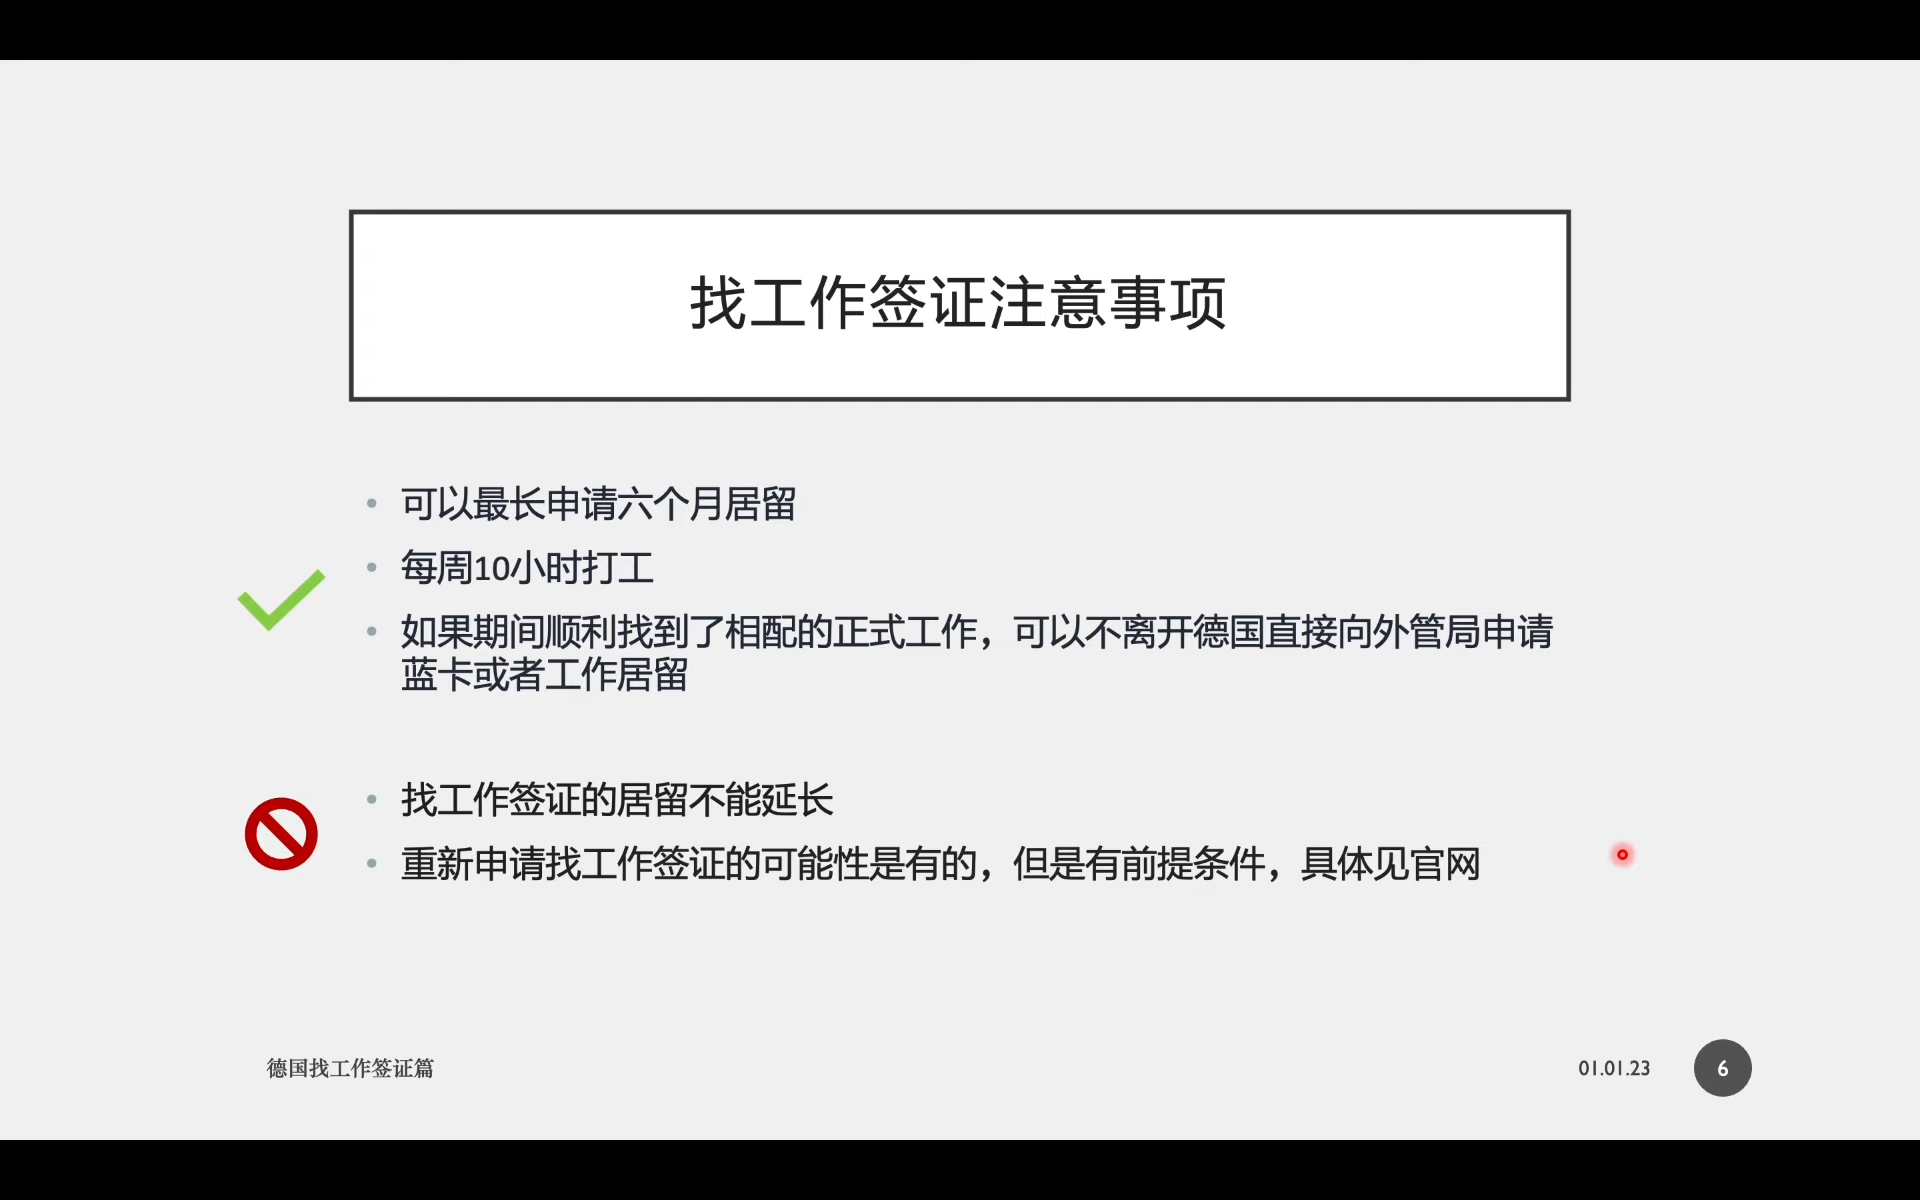 找工作签证注意事项
可以最长申请六个月居留
每周10小时打工
如果期间顺利找到了相配的正式工作，可以不离开德国直接向外管局申请
蓝卡或者工作居留
找工作签证的居留不能延长
重新申请找工作签证的可能性是有的，但是有前提条件，具体见官网
德国找工作签证篇
01.01.23
6